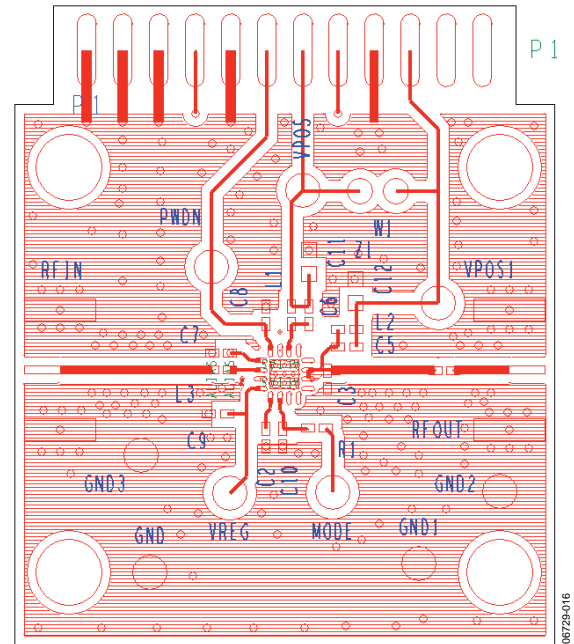 P1
P1
VPOS
PWDN
W1
Z1
C11
RFIN
L1
C12
VPOS1
C8
C6
L2
C7
C5
L3
C3
C9
R1
RFOUT
C2
C10
GND3
GND2
VREG
MODE
GND
GND1
06729-016